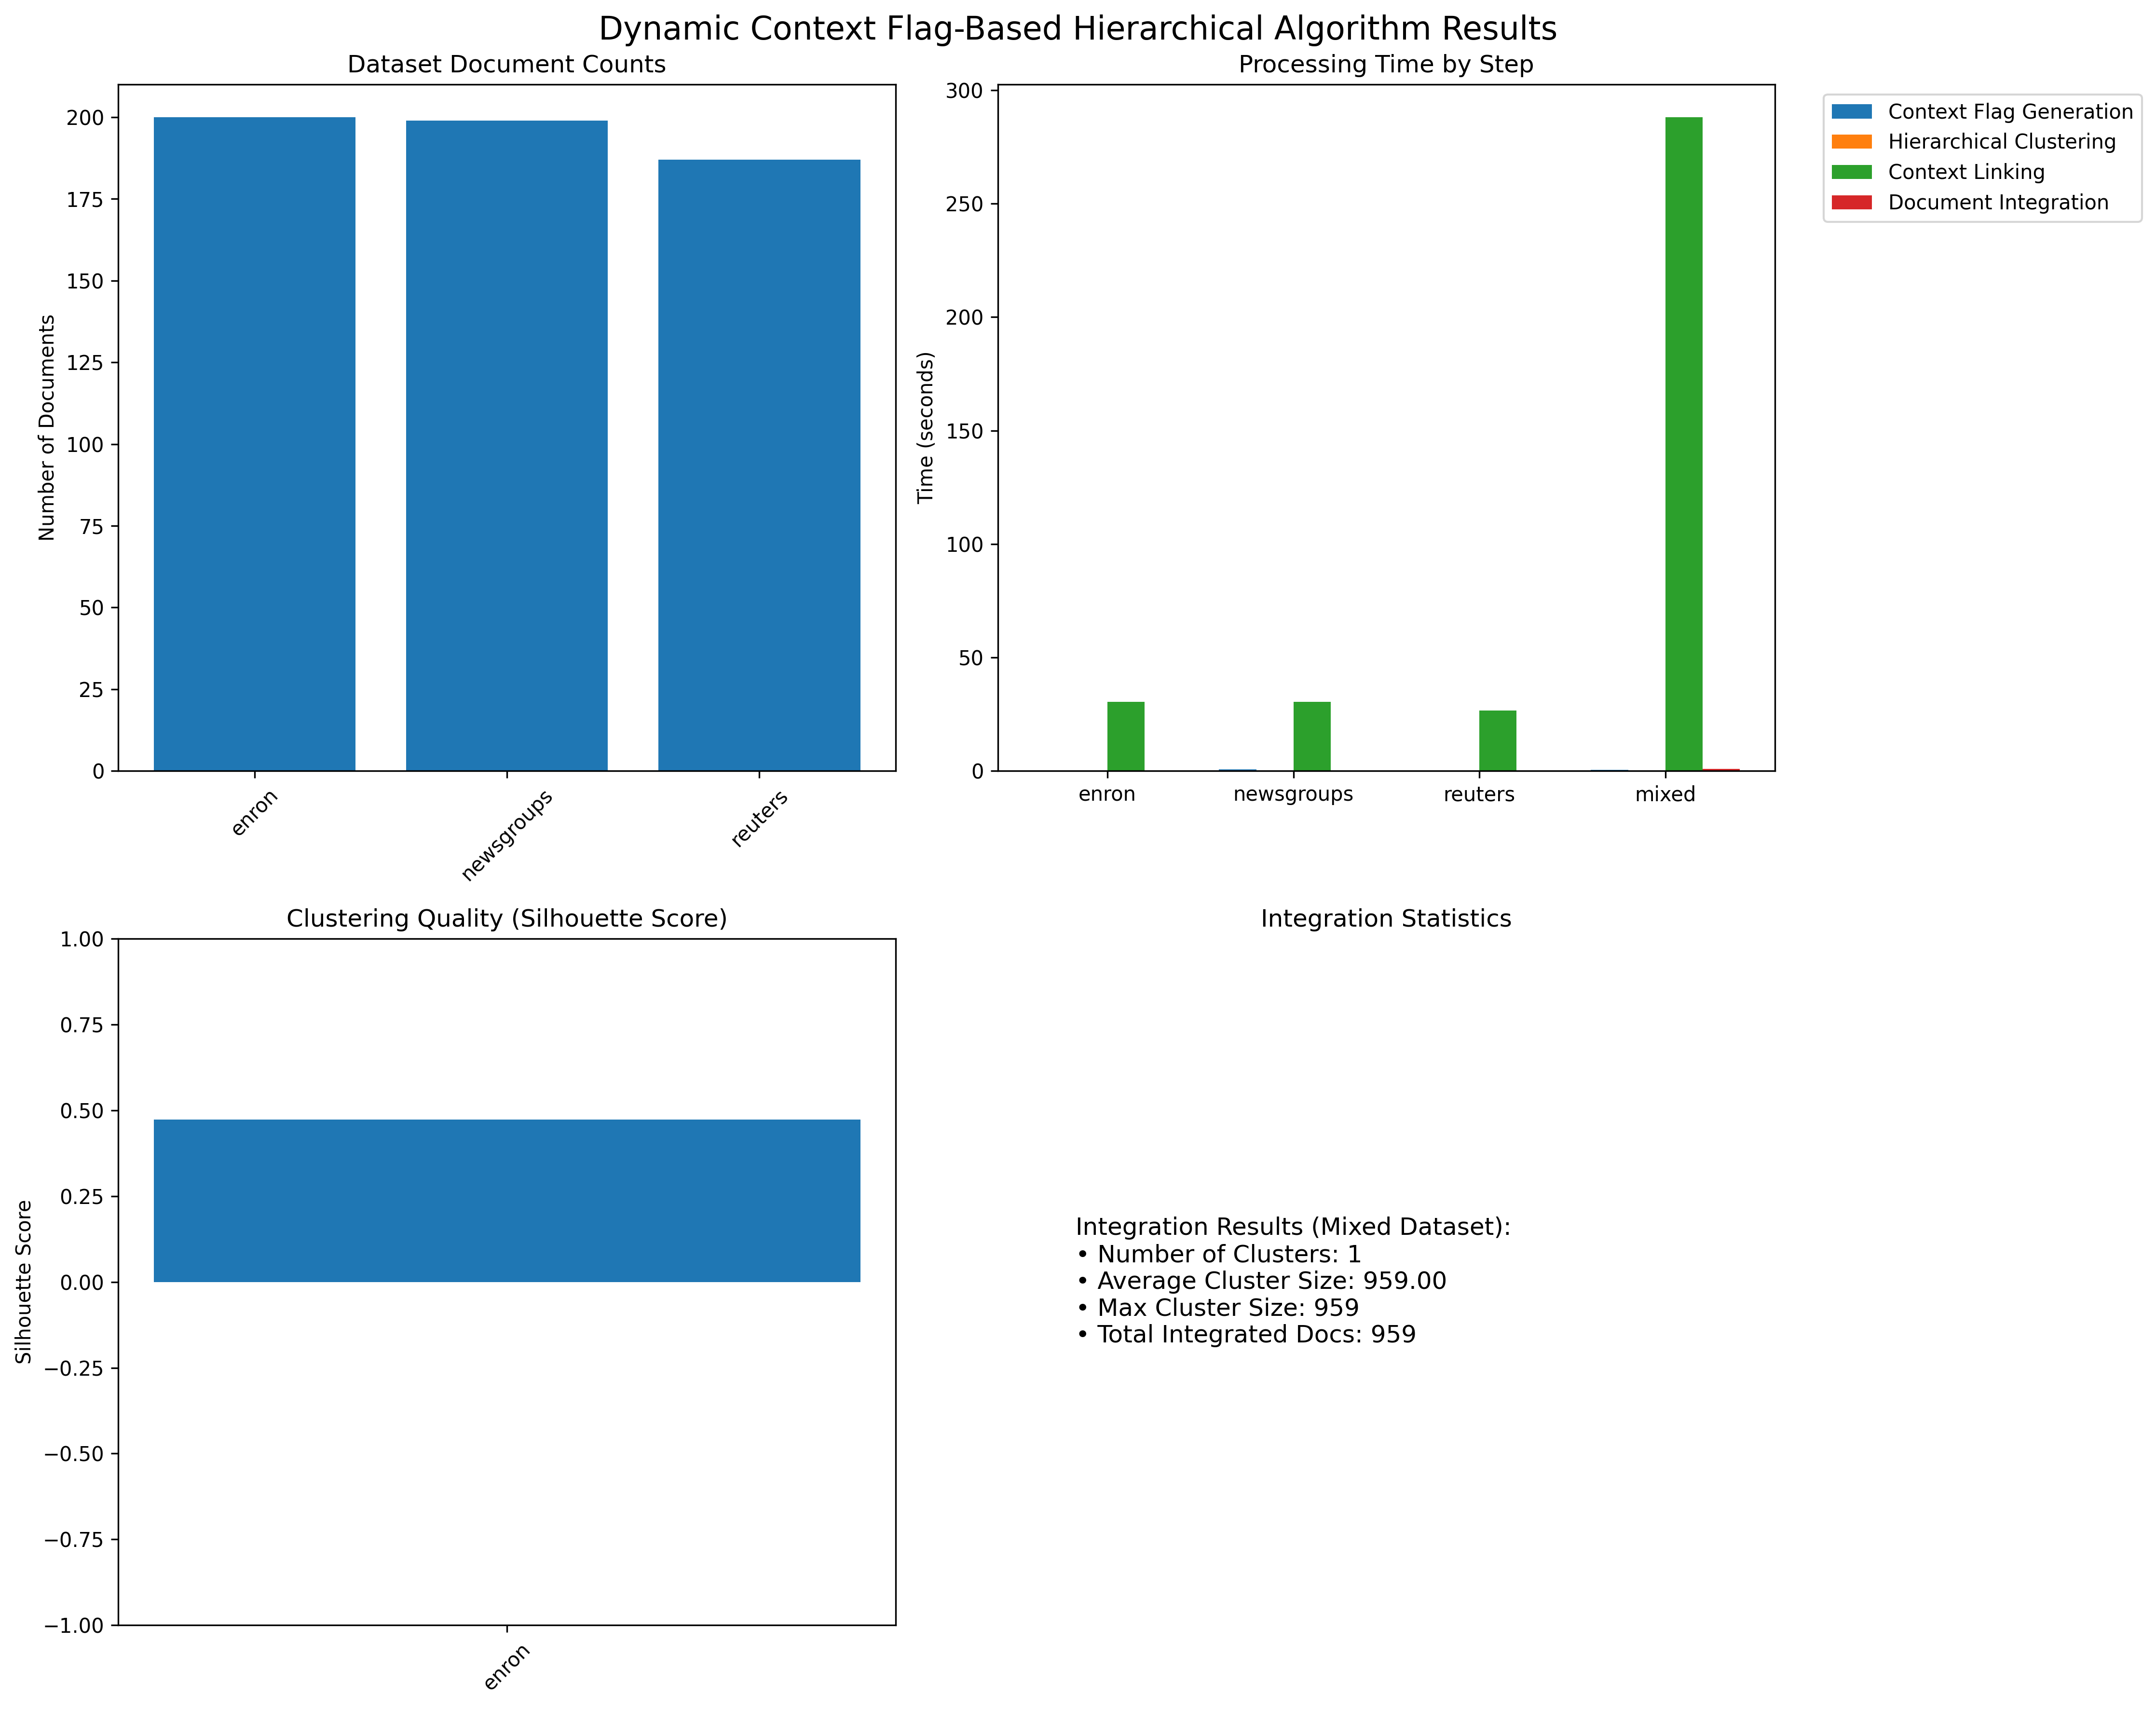 Dynamic Context Flag-Based Hierarchical Algorithm Results
Dataset Document Counts
Number of Documents
200
175
150
125
100
75
50
25
0
enron
newsgroups
reuters
Processing Time by Step
Time (seconds)
300
250
200
150
100
50
0
enron
newsgroups
reuters
mixed
Context Flag Generation
Hierarchical Clustering
Context Linking
Document Integration
Clustering Quality (Silhouette Score)
Silhouette Score
1.00
0.75
0.50
0.25
0.00
−0.25
−0.50
−0.75
−1.00
enron
Integration Statistics
Integration Results (Mixed Dataset):
• Number of Clusters: 1
• Average Cluster Size: 959.00
• Max Cluster Size: 959
• Total Integrated Docs: 959